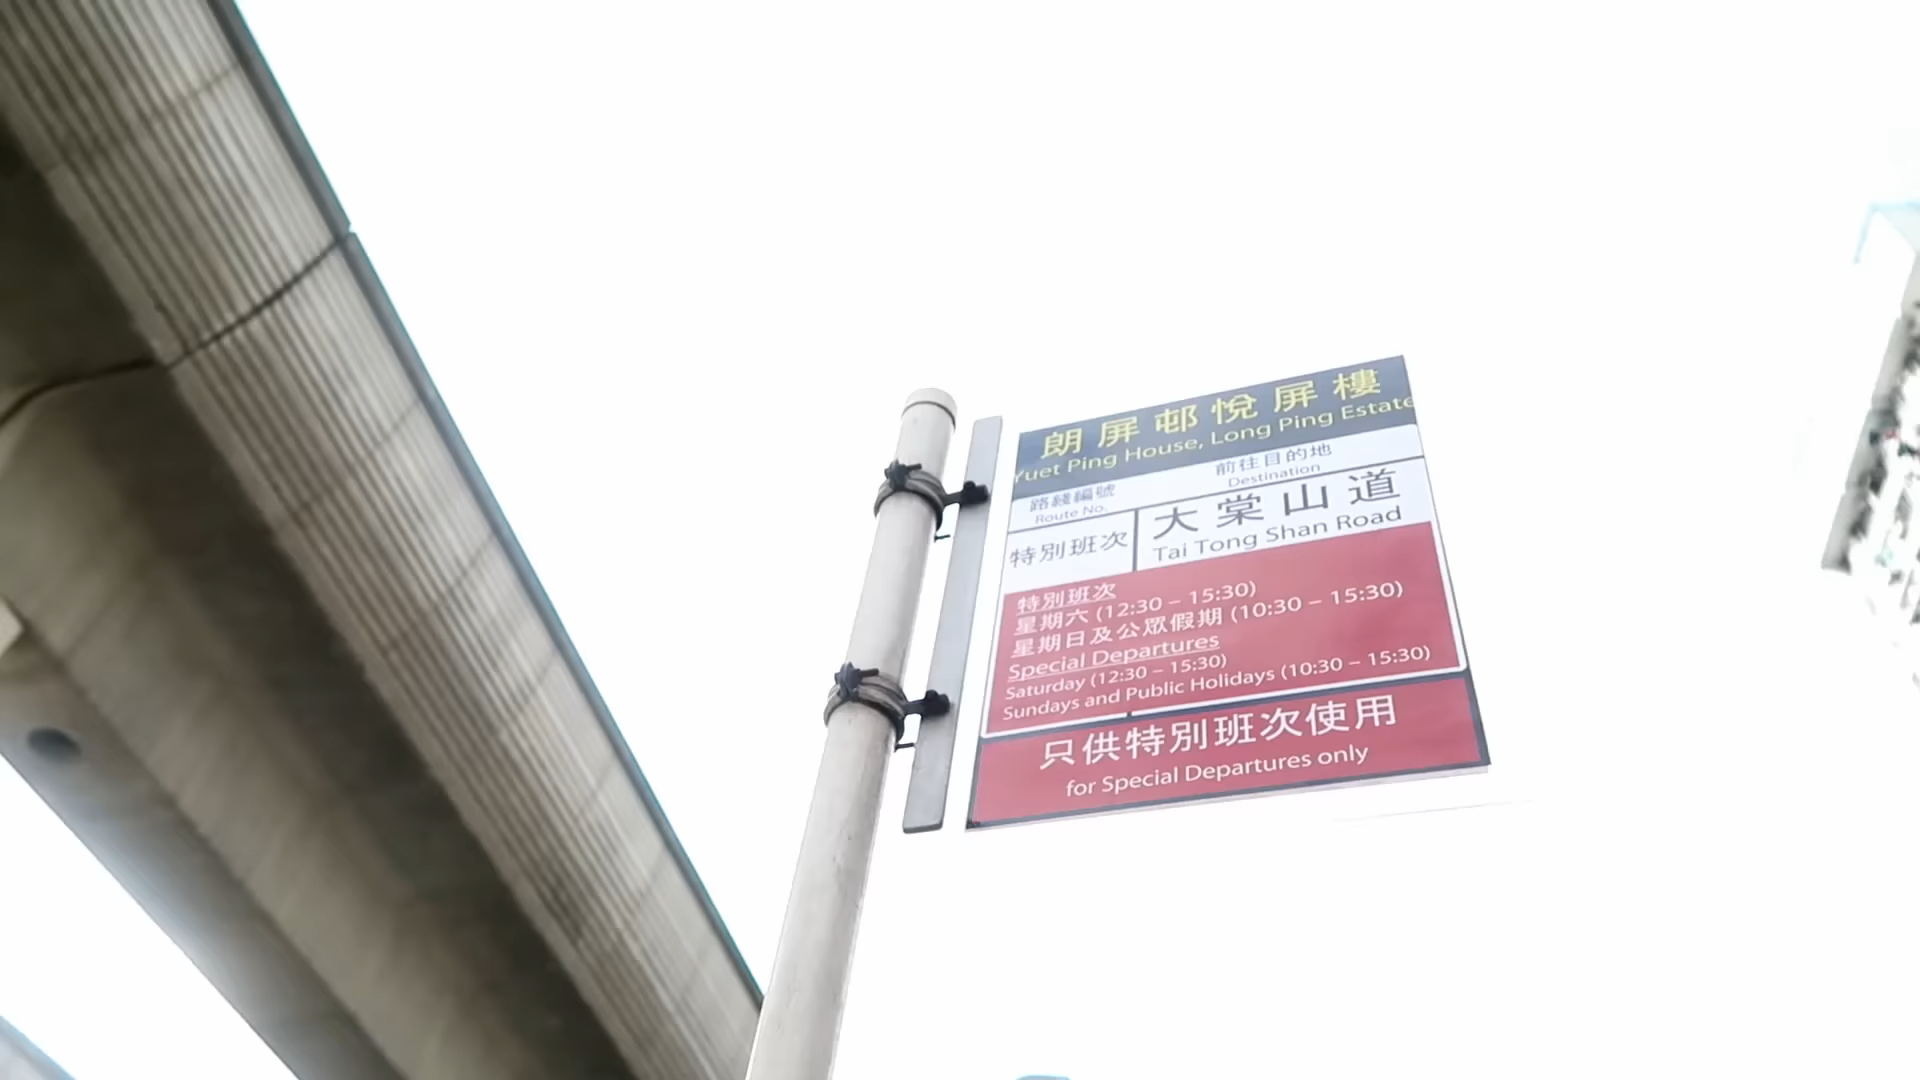 朗屏邨悅屏樓
Yuet Ping House, Long Ping Estate
路綫編號
Route No.
前往目的地
Destination
特別班次
大棠山道
Tai Tong Shan Road
特別班次
星期六 (12:30 – 15:30)
星期日及公眾假期 (10:30 – 15:30)
Special Departures
Saturday (12:30 – 15:30)
Sundays and Public Holidays (10:30 – 15:30)
只供特別班次使用
for Special Departures only